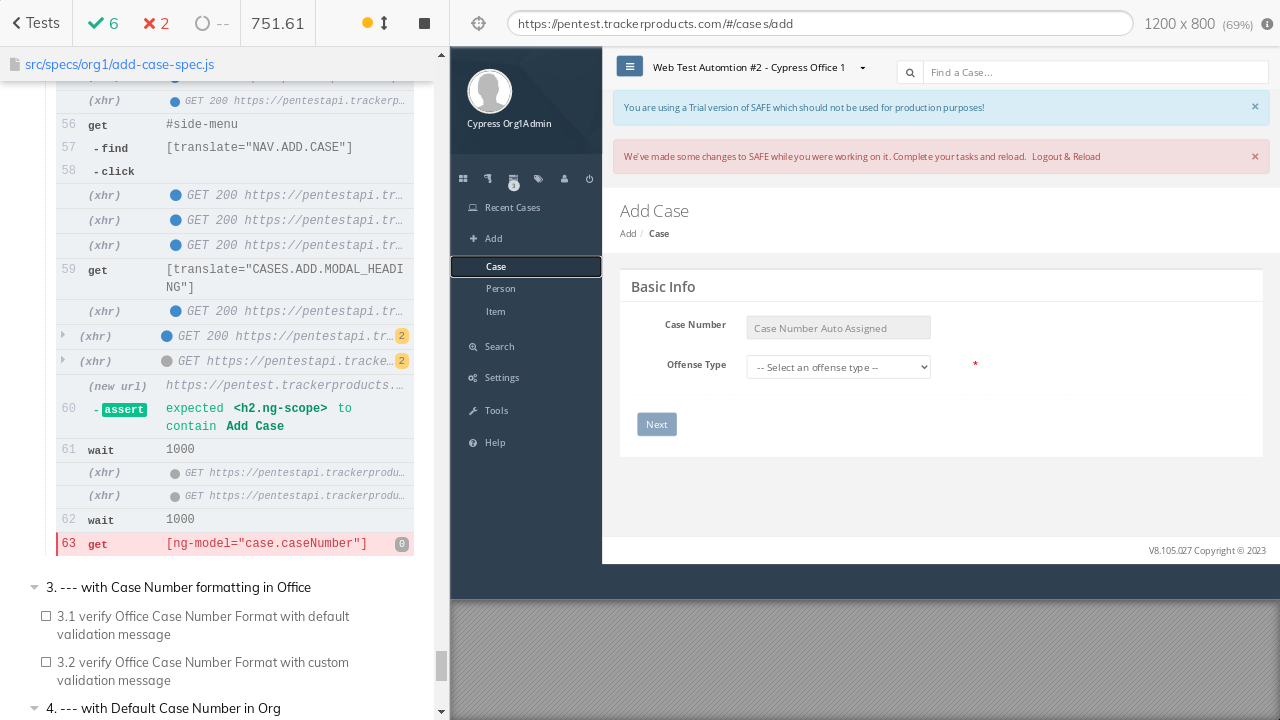 Tests
6
2
--
751.61
https://pentest.trackerproducts.com/#/cases/add
1200 x 800 (69%)
src/specs/org1/add-case-spec.js
(xhr) GET 200 https://pentestapi.trackerp…
56 get #side-menu
57 - find [translate="NAV.ADD.CASE"]
58 - click
(xhr) GET 200 https://pentestapi.tr…
(xhr) GET 200 https://pentestapi.tr…
(xhr) GET 200 https://pentestapi.tr…
59 get [translate="CASES.ADD.MODAL_HEADI
NG"]
(xhr) GET 200 https://pentestapi.tr…
(xhr) GET 200 https://pentestapi.tr… 2
(xhr) GET https://pentestapi.tracke… 2
(new url) https://pentest.trackerproducts.…
60 - assert expected <h2.ng-scope> to
contain Add Case
61 wait 1000
(xhr) GET https://pentestapi.trackerprodu…
(xhr) GET https://pentestapi.trackerprodu…
62 wait 1000
63 get [ng-model="case.caseNumber"] 0
3. --- with Case Number formatting in Office
3.1 verify Office Case Number Format with default
validation message
3.2 verify Office Case Number Format with custom
validation message
4. --- with Default Case Number in Org
Cypress Org1Admin
3
Recent Cases
Add
Case
Person
Item
Search
Settings
Tools
Help
Web Test Automtion #2 - Cypress Office 1
Find a Case...
You are using a Trial version of SAFE which should not be used for production purposes! ×
We've made some changes to SAFE while you were working on it. Complete your tasks and reload. Logout & Reload ×
Add Case
Add / Case
Basic Info
Case Number Case Number Auto Assigned
Offense Type -- Select an offense type -- *
Next
V8.105.027 Copyright © 2023